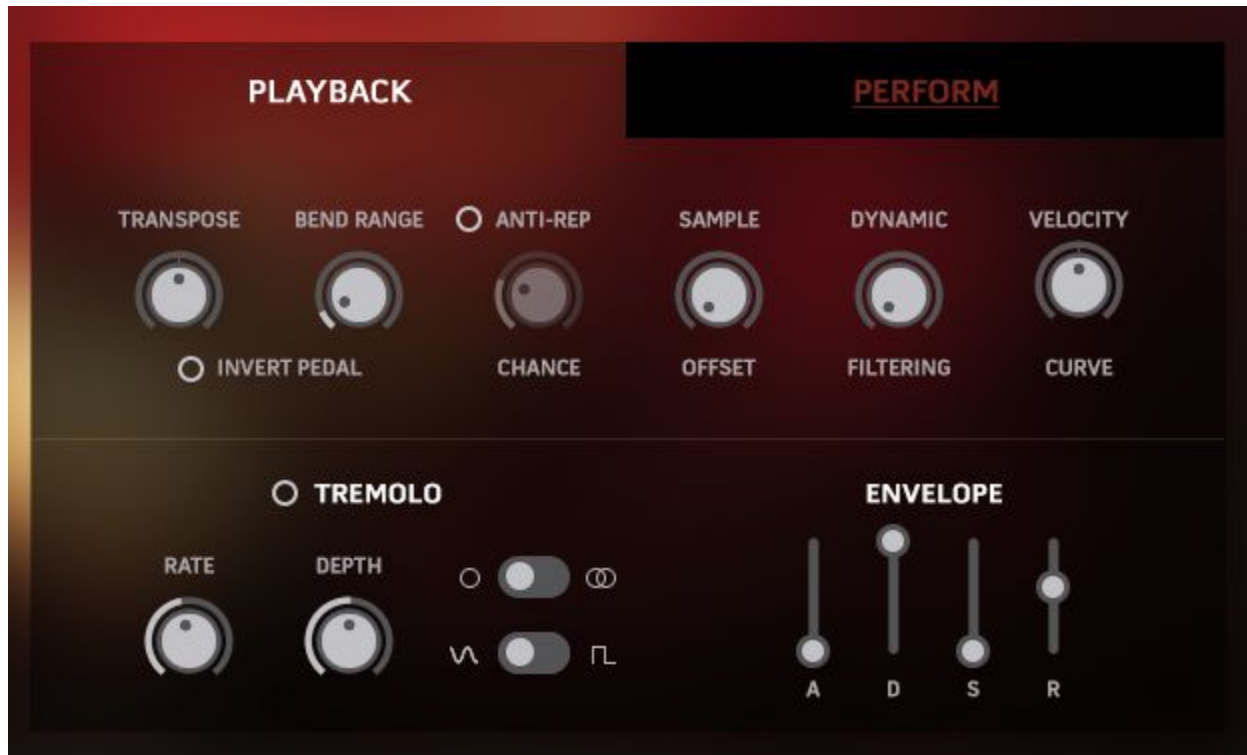 PLAYBACK PERFORM
TRANSPOSE BEND RANGE ANTI-REP SAMPLE DYNAMIC VELOCITY
INVERT PEDAL CHANCE OFFSET FILTERING CURVE
TREMOLO ENVELOPE
RATE DEPTH
A D S R